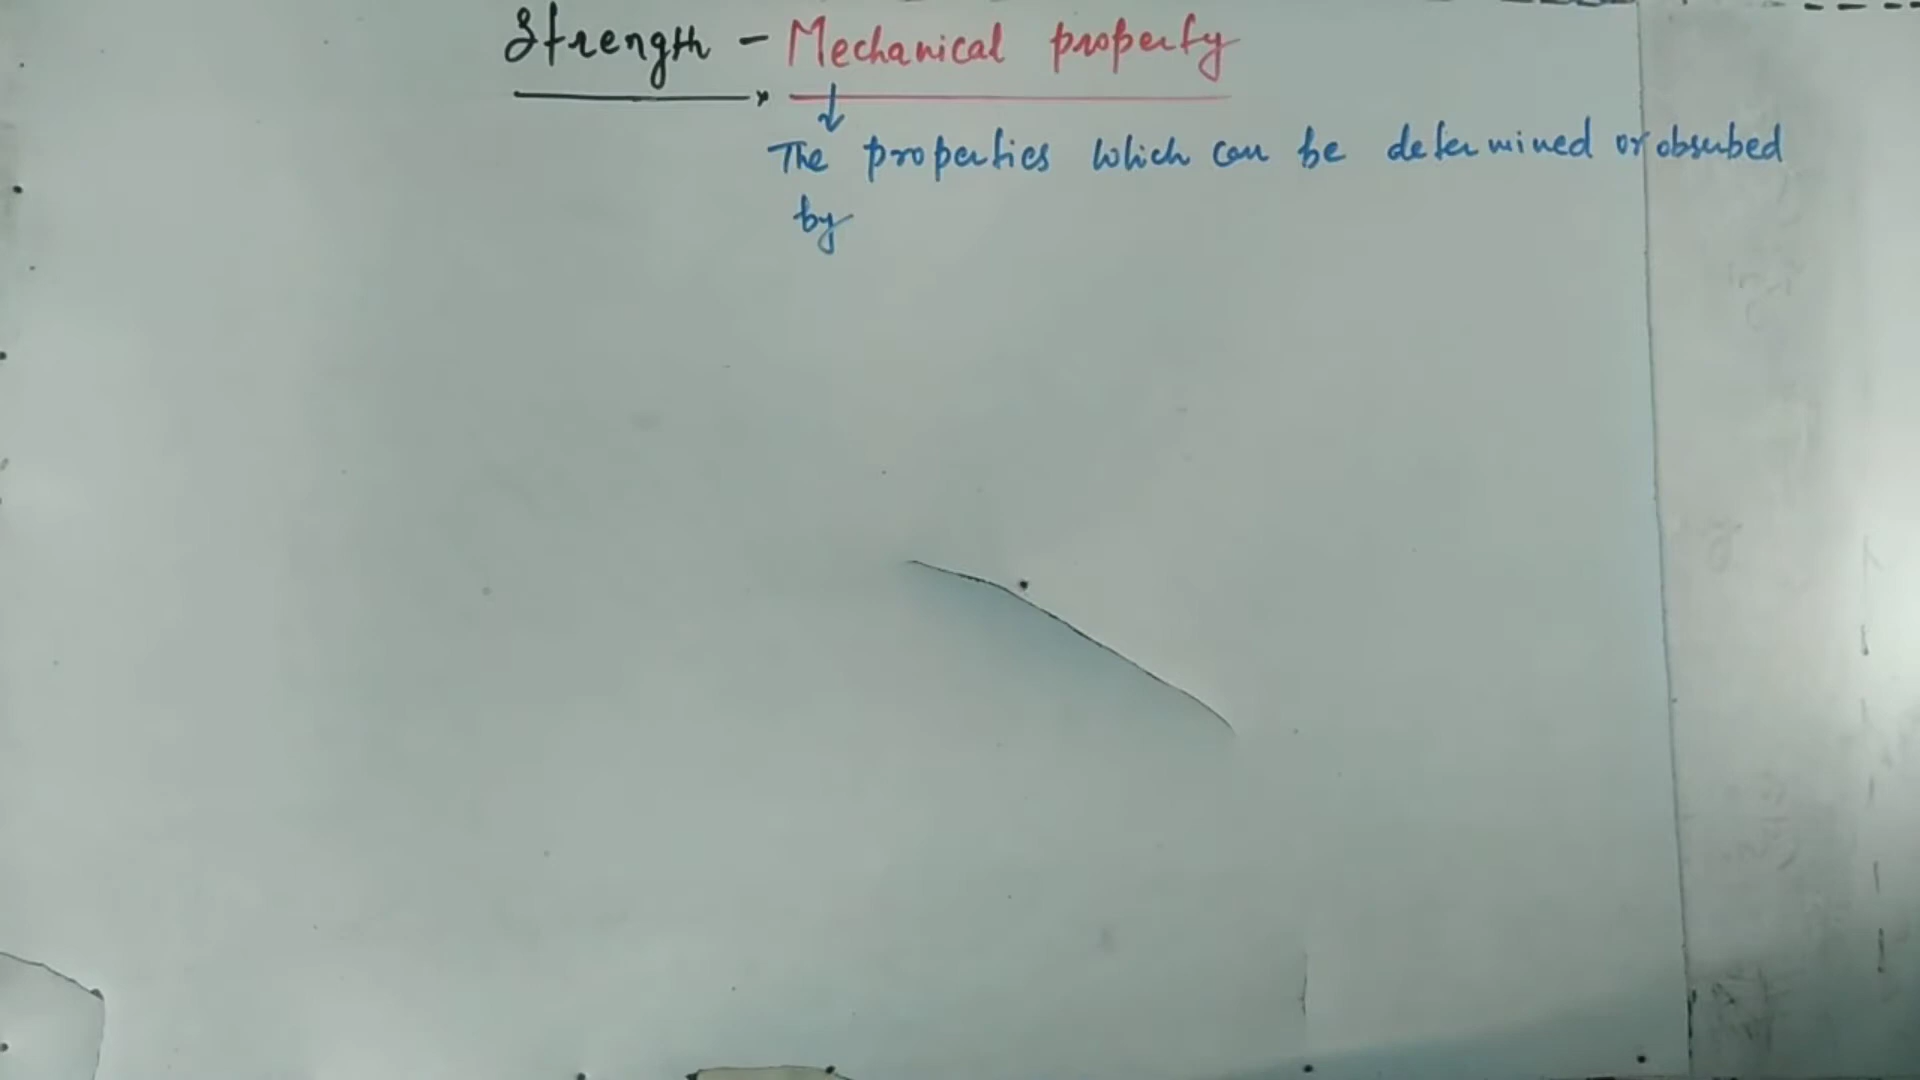 Strength - Mechanical property
The properties which can be determined or obsubed
by